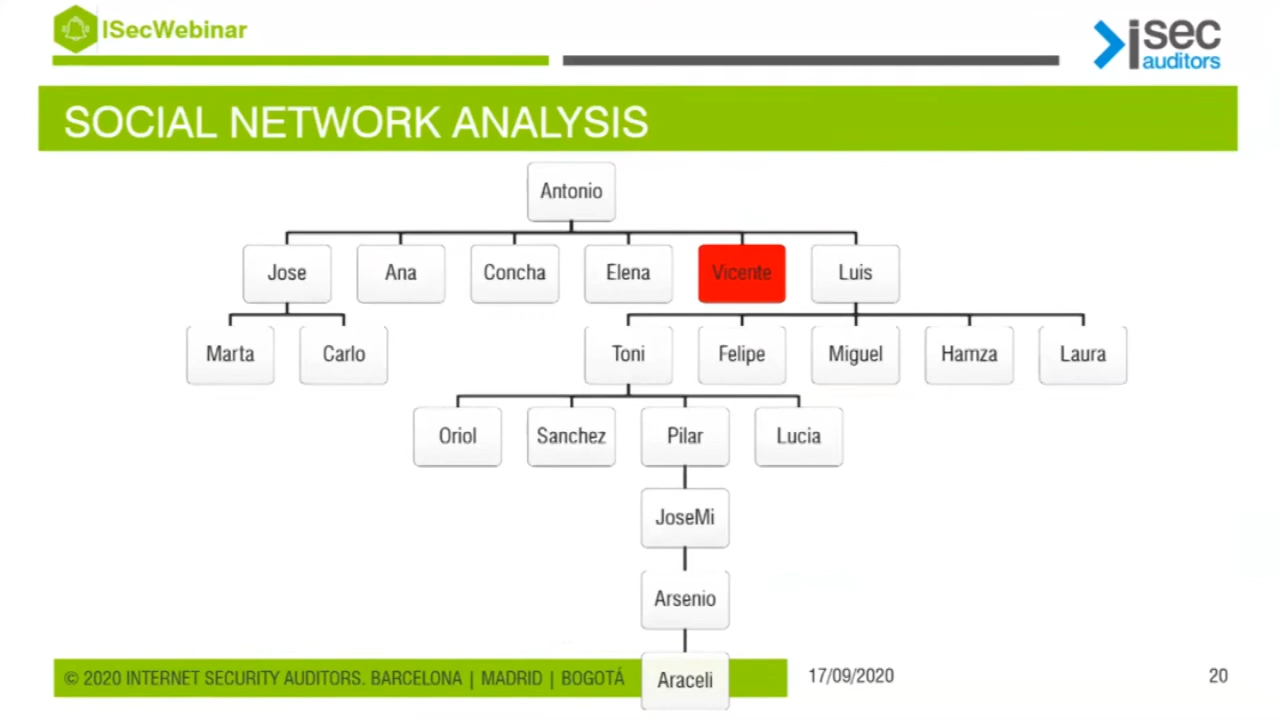 ISecWebinar
isec
auditors
SOCIAL NETWORK ANALYSIS
Antonio
Jose Ana Concha Elena Vicente Luis
Marta Carlo Toni Felipe Miguel Hamza Laura
Oriol Sanchez Pilar Lucia
JoseMi
Arsenio
Araceli
© 2020 INTERNET SECURITY AUDITORS. BARCELONA | MADRID | BOGOTÁ
17/09/2020
20